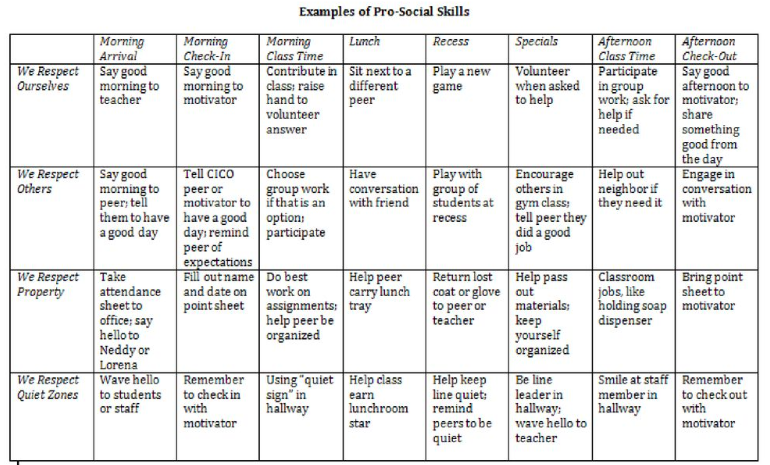 Examples of Pro-Social Skills
Morning Arrival
Morning Check-In
Morning Class Time
Lunch
Recess
Specials
Afternoon Class Time
Afternoon Check-Out
We Respect Ourselves
Say good morning to teacher
Say good morning to motivator
Contribute in class; raise hand to volunteer answer
Sit next to a different peer
Play a new game
Volunteer when asked to help
Participate in group work; ask for help if needed
Say good afternoon to motivator; share something good from the day
We Respect Others
Say good morning to peer; tell them to have a good day
Tell CICO peer or motivator to have a good day; remind peer of expectations
Choose group work if that is an option; participate
Have conversation with friend
Play with group of students at recess
Encourage others in gym class; tell peer they did a good job
Help out neighbor if they need it
Engage in conversation with motivator
We Respect Property
Take attendance sheet to office; say hello to Neddy or Lorena
Fill out name and date on point sheet
Do best work on assignments; help peer be organized
Help peer carry lunch tray
Return lost coat or glove to peer or teacher
Help pass out materials; keep yourself organized
Classroom jobs, like holding soap dispenser
Bring point sheet to motivator
We Respect Quiet Zones
Wave hello to students or staff
Remember to check in with motivator
Using "quiet sign" in hallway
Help class earn lunchroom star
Help keep line quiet; remind peers to be quiet
Be line leader in hallway; wave hello to teacher
Smile at staff member in hallway
Remember to check out with motivator